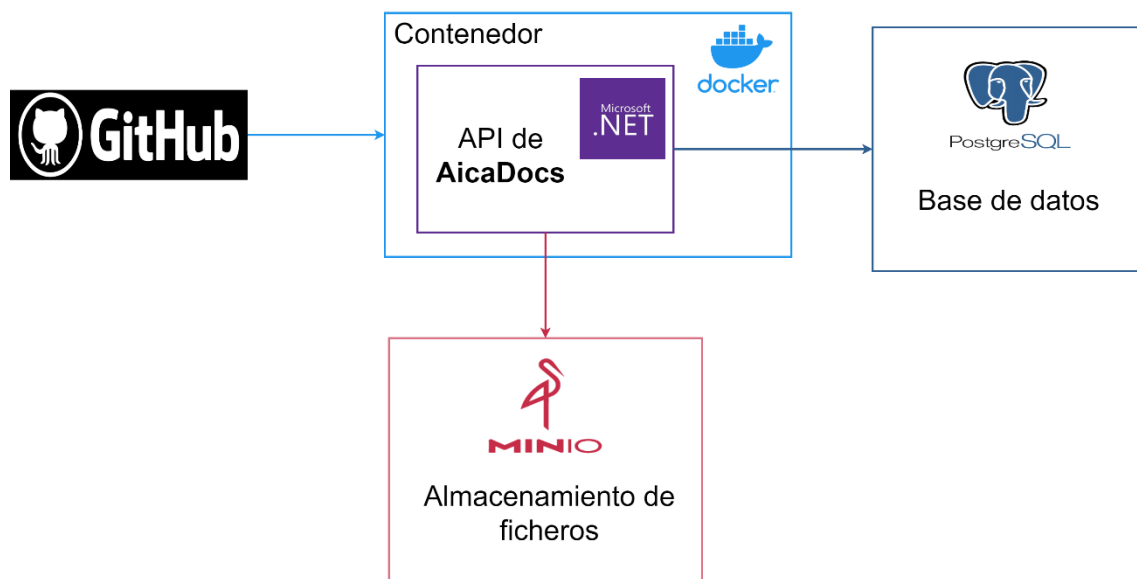 Contenedor
docker
GitHub
Microsoft
.NET
API de
AicaDocs
PostgreSQL
Base de datos
MINIO
Almacenamiento de
ficheros